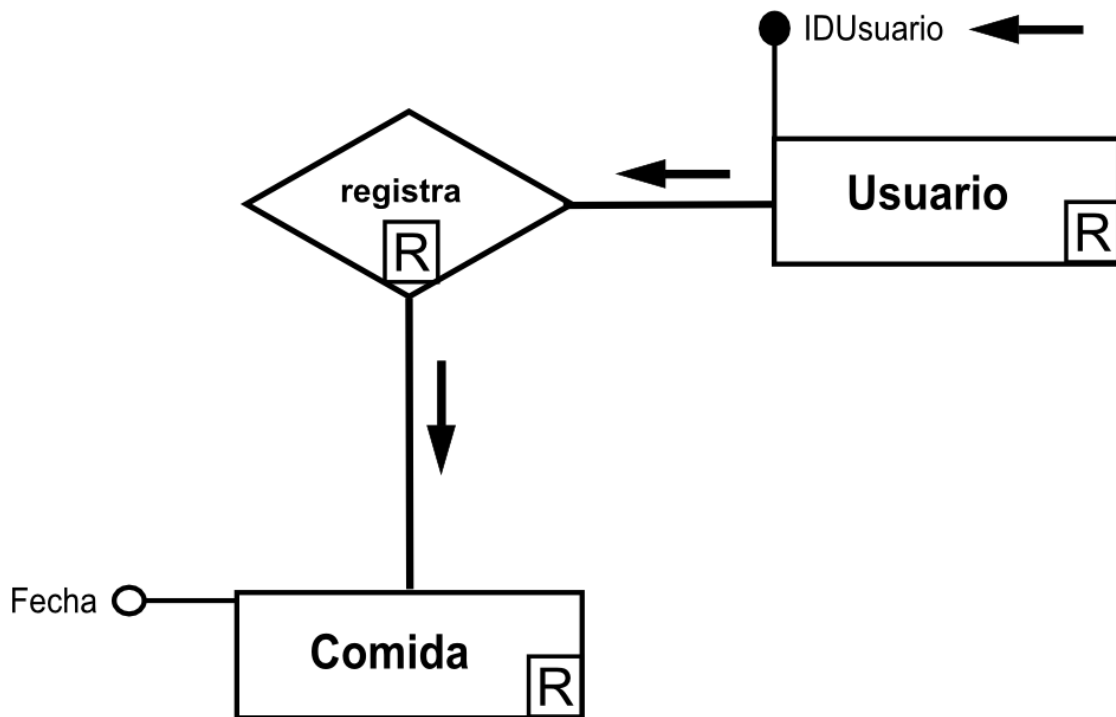 IDUsuario
registra
R
Usuario
R
Fecha
Comida
R